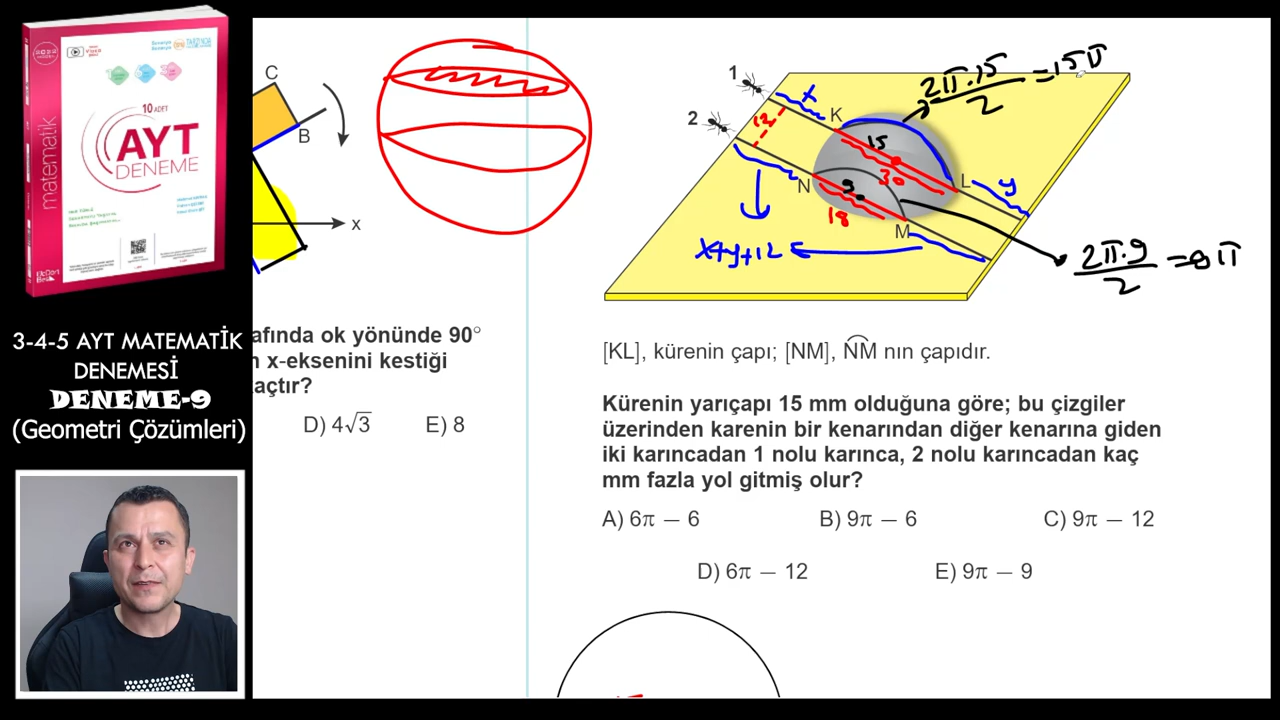 10 ADET
AYT
DENEME
matematik
3-4-5 AYT MATEMATİK
DENEMESİ
DENEME-9
(Geometri Çözümleri)
C
B
x
afında ok yönünde 90°
n x-eksenini kestiği
açtır?
D) 4√3
E) 8
1
2
x
12
K
15
30
L
y
N
9
18
M
2π.15/2 = 15π
x+y+12
2π.9/2 = 9π
[KL], kürenin çapı; [NM], N͡M nın çapıdır.
Kürenin yarıçapı 15 mm olduğuna göre; bu çizgiler
üzerinden karenin bir kenarından diğer kenarına giden
iki karıncadan 1 nolu karınca, 2 nolu karıncadan kaç
mm fazla yol gitmiş olur?
A) 6π − 6
B) 9π − 6
C) 9π − 12
D) 6π − 12
E) 9π − 9